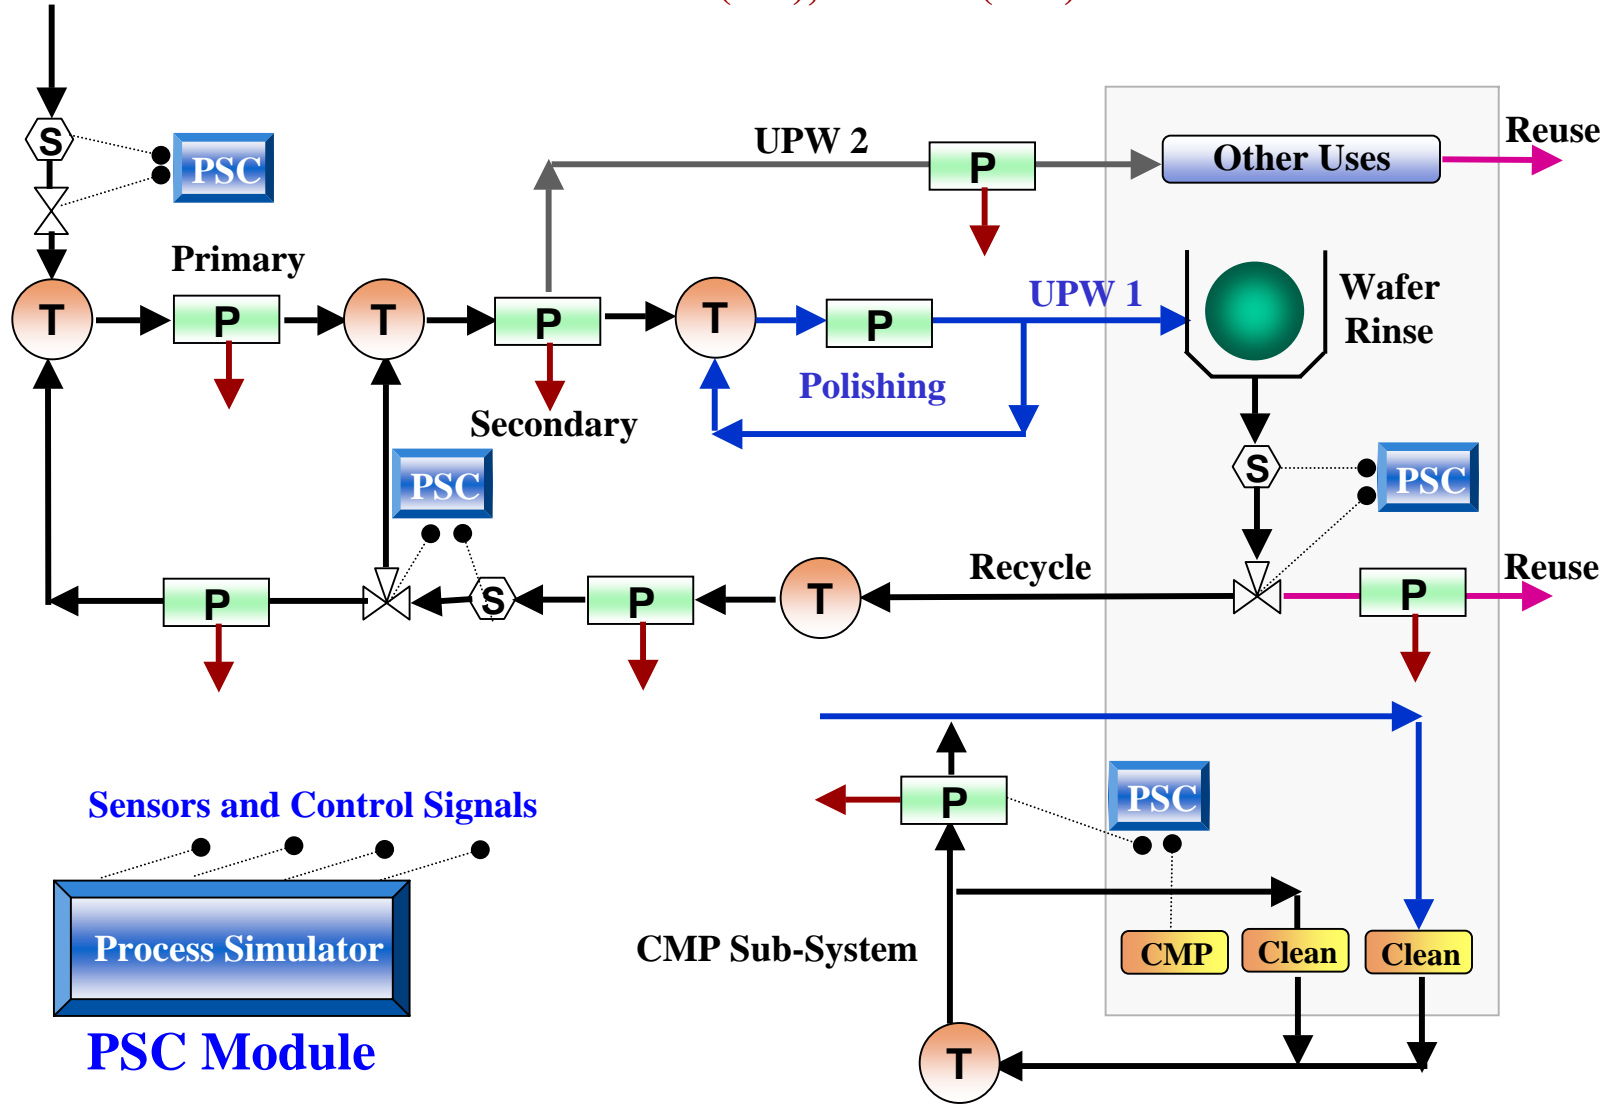 S
PSC
UPW 2
P
Other Uses
Reuse
Primary
T
P
T
P
T
P
UPW 1
Wafer
Rinse
Polishing
Secondary
PSC
S
PSC
Recycle
Reuse
P
S
P
T
P
Sensors and Control Signals
P
PSC
Process Simulator
CMP Sub-System
CMP
Clean
Clean
PSC Module
T